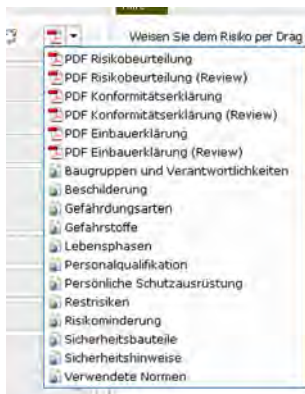 Weisen Sie dem Risiko per Drag
PDF Risikobeurteilung
PDF Risikobeurteilung (Review)
PDF Konformitätserklärung
PDF Konformitätserklärung (Review)
PDF Einbauerklärung
PDF Einbauerklärung (Review)
Baugruppen und Verantwortlichkeiten
Beschilderung
Gefährdungsarten
Gefahrstoffe
Lebensphasen
Personalqualifikation
Persönliche Schutzausrüstung
Restrisiken
Risikominderung
Sicherheitsbauteile
Sicherheitshinweise
Verwendete Normen